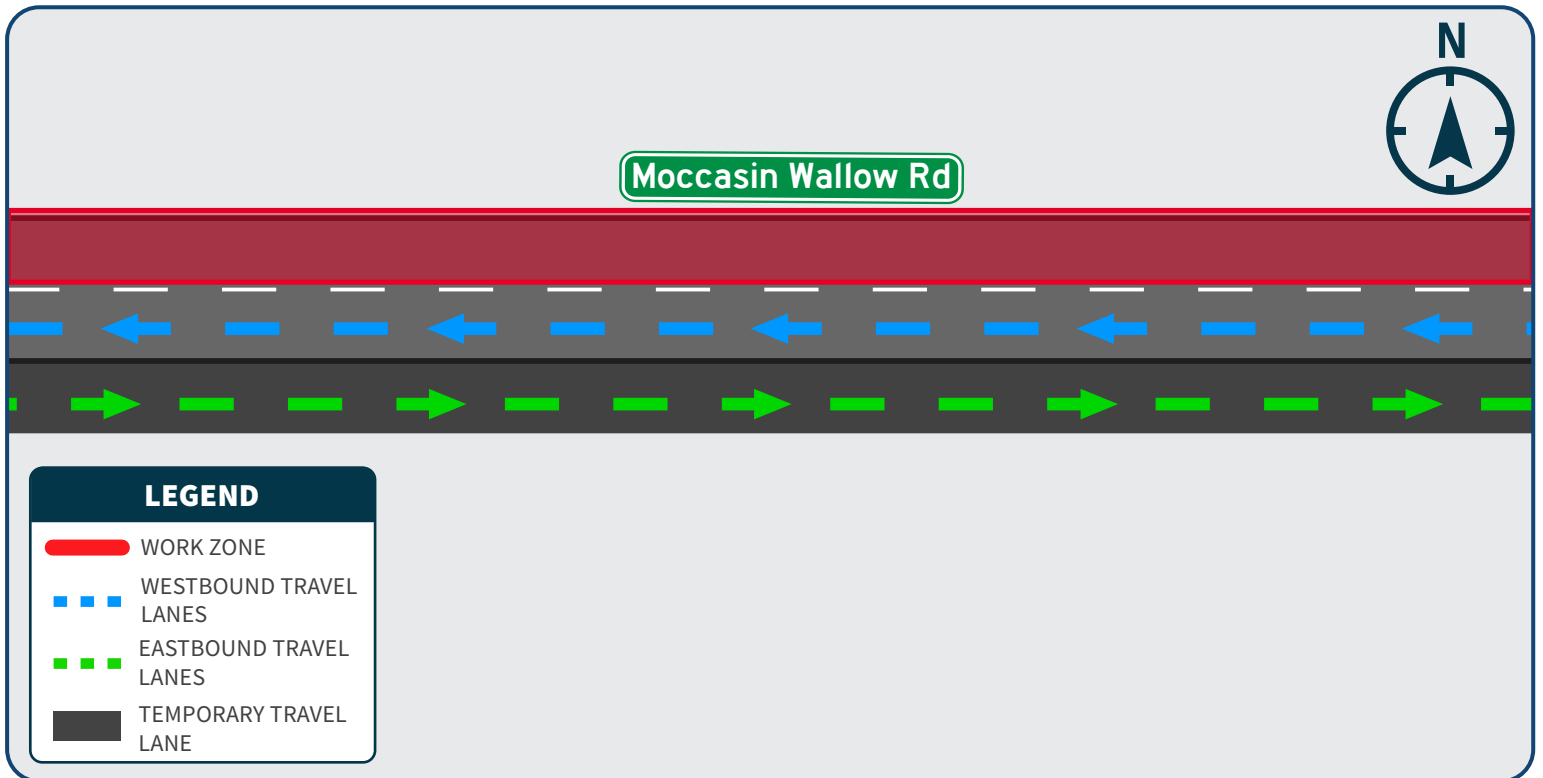 N
Moccasin Wallow Rd
LEGEND
WORK ZONE
WESTBOUND TRAVEL
LANES
EASTBOUND TRAVEL
LANES
TEMPORARY TRAVEL
LANE